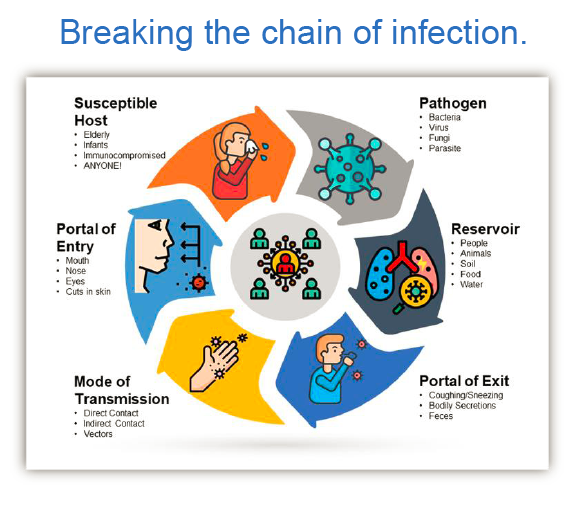 Breaking the chain of infection.
Susceptible
Host
• Elderly
• Infants
• Immunocompromised
• ANYONE!
Pathogen
• Bacteria
• Virus
• Fungi
• Parasite
Portal of
Entry
• Mouth
• Nose
• Eyes
• Cuts in skin
Reservoir
• People
• Animals
• Soil
• Food
• Water
Mode of
Transmission
• Direct Contact
• Indirect Contact
• Vectors
Portal of Exit
• Coughing/Sneezing
• Bodily Secretions
• Feces